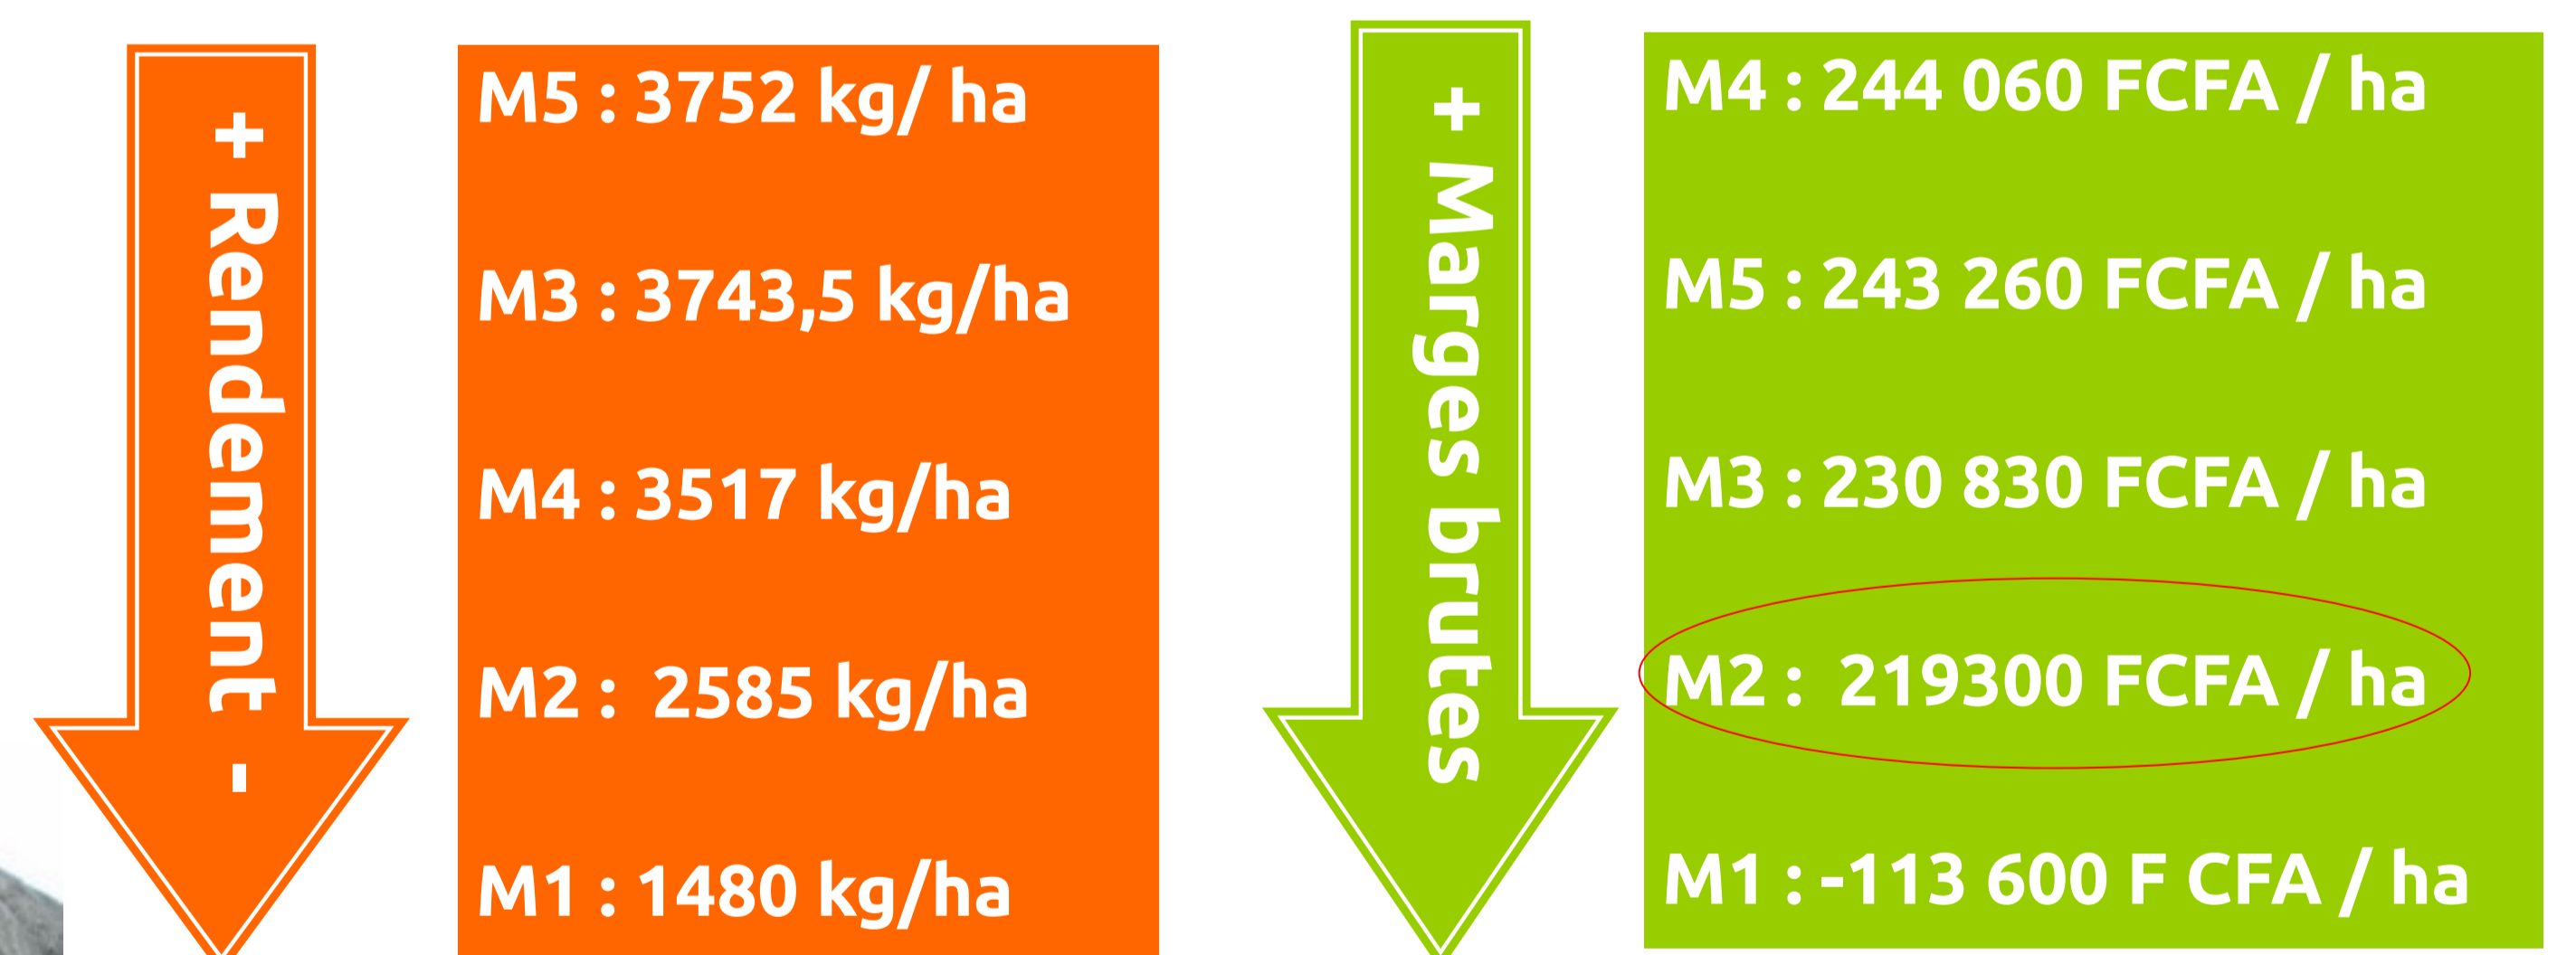 + Rendement -
M5 : 3752 kg/ ha
M3 : 3743,5 kg/ha
M4 : 3517 kg/ha
M2 :  2585 kg/ha
M1 : 1480 kg/ha
+ Marges brutes
M4 : 244 060 FCFA / ha
M5 : 243 260 FCFA / ha
M3 : 230 830 FCFA / ha
M2 :  219300 FCFA / ha
M1 : -113 600 F CFA / ha